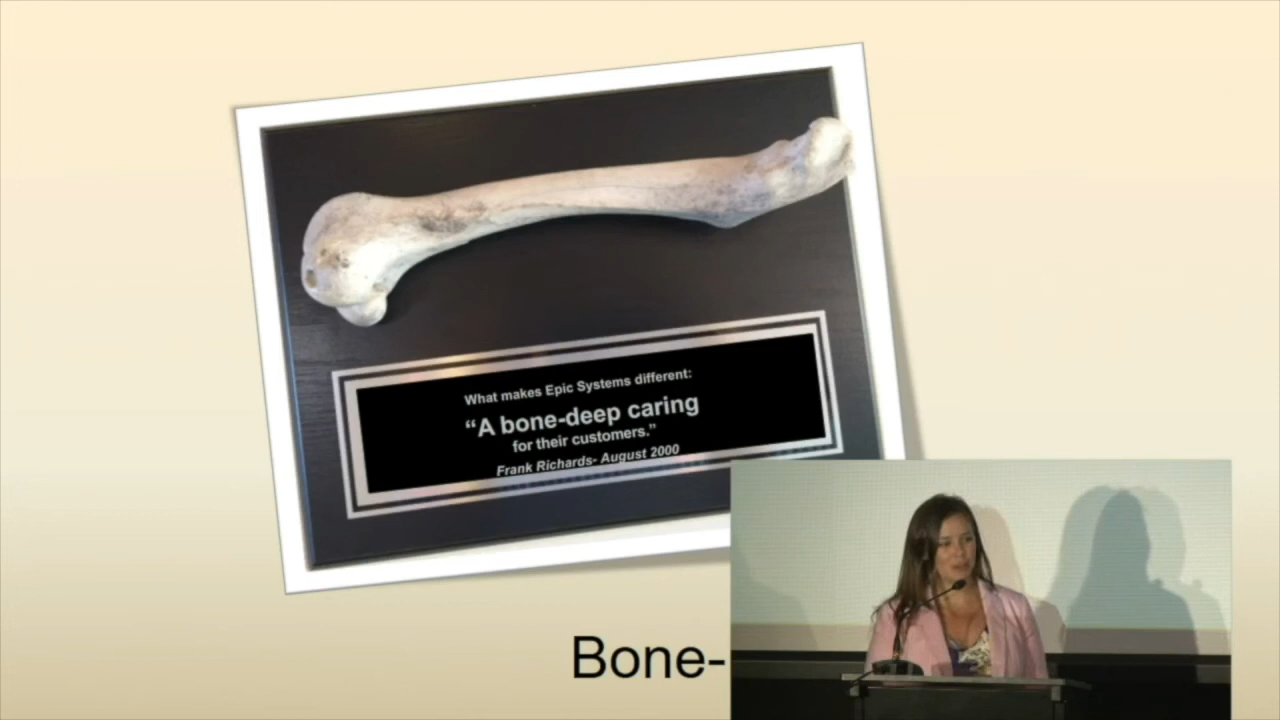 What makes Epic Systems different:
“A bone-deep caring
for their customers.”
Frank Richards- August 2000
Bone-